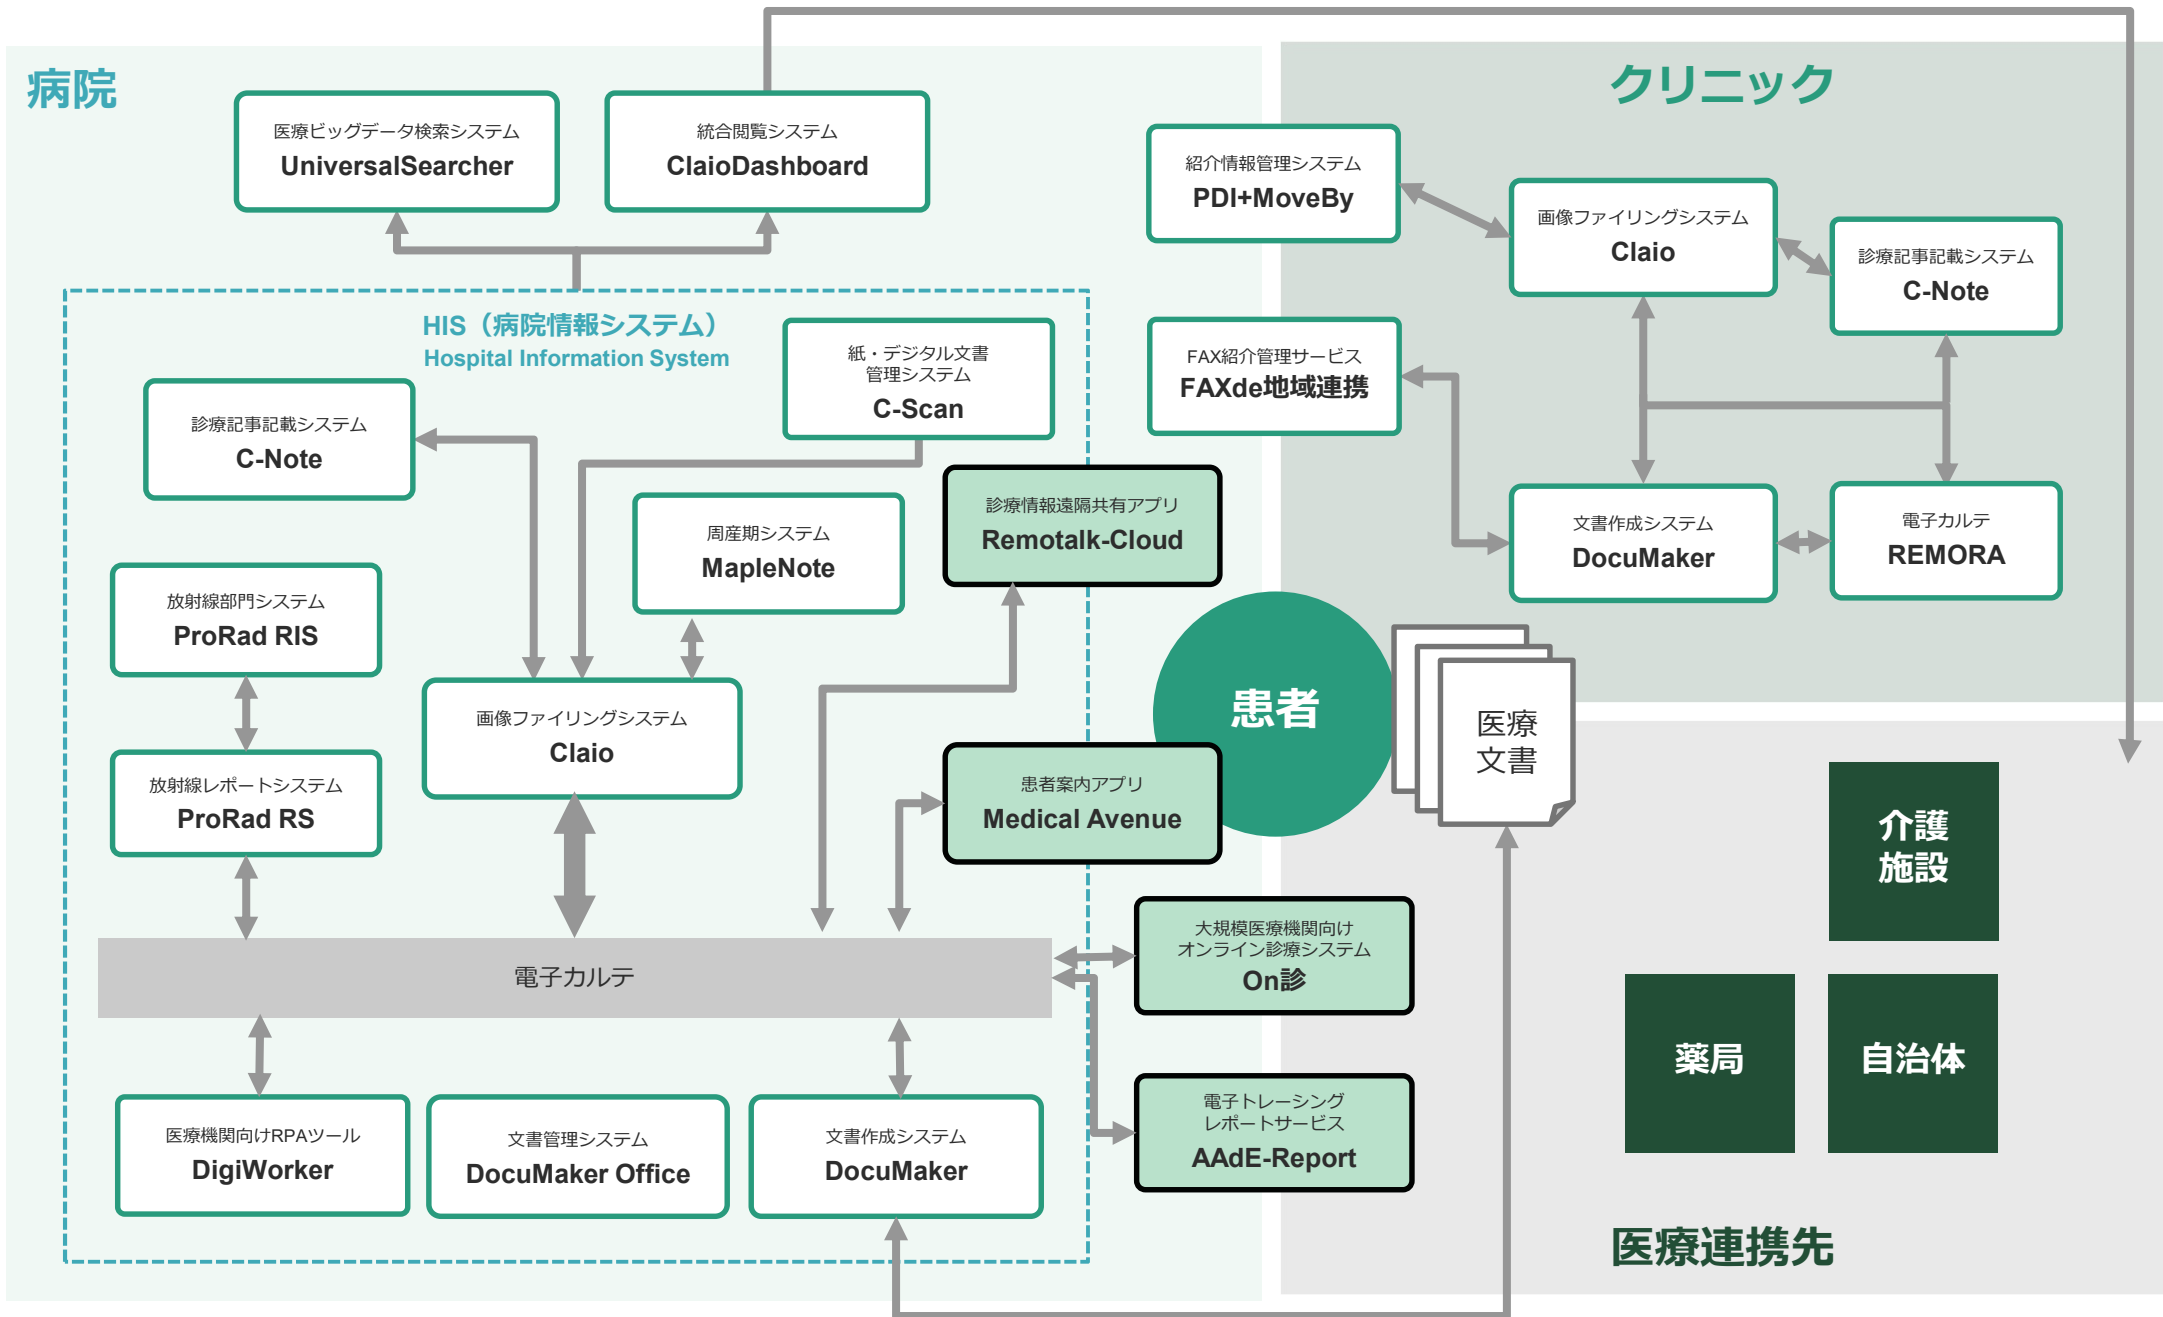 病院
医療ビッグデータ検索システム
UniversalSearcher
統合閲覧システム
ClaioDashboard
HIS（病院情報システム）
Hospital Information System
紙・デジタル文書
管理システム
C-Scan
診療記事記載システム
C-Note
診療情報遠隔共有アプリ
Remotalk-Cloud
周産期システム
MapleNote
放射線部門システム
ProRad RIS
画像ファイリングシステム
Claio
放射線レポートシステム
ProRad RS
患者案内アプリ
Medical Avenue
電子カルテ
大規模医療機関向け
オンライン診療システム
On診
電子トレーシング
レポートサービス
AAdE-Report
医療機関向けRPAツール
DigiWorker
文書管理システム
DocuMaker Office
文書作成システム
DocuMaker
クリニック
紹介情報管理システム
PDI+MoveBy
画像ファイリングシステム
Claio
診療記事記載システム
C-Note
FAX紹介管理サービス
FAXde地域連携
文書作成システム
DocuMaker
電子カルテ
REMORA
患者
医療
文書
介護
施設
薬局
自治体
医療連携先